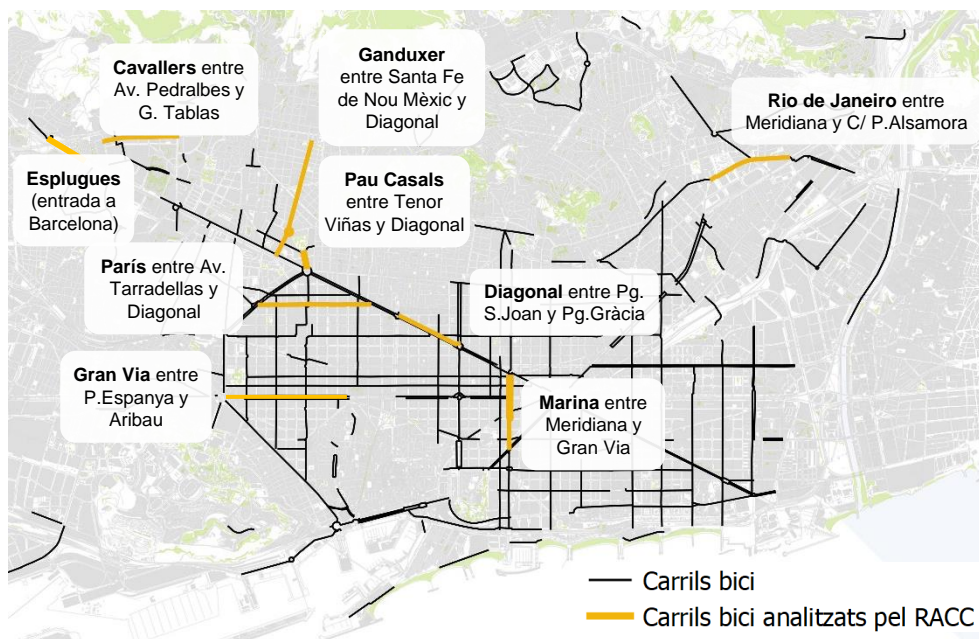 Cavallers entre
Av. Pedralbes y
G. Tablas
Ganduxer
entre Santa Fe
de Nou Mèxic y
Diagonal
Rio de Janeiro entre
Meridiana y C/ P.Alsamora
Esplugues
(entrada a
Barcelona)
Pau Casals
entre Tenor
Viñas y Diagonal
París entre Av.
Tarradellas y
Diagonal
Diagonal entre Pg.
S.Joan y Pg.Gràcia
Gran Via entre
P.Espanya y
Aribau
Marina entre
Meridiana y
Gran Via
Carrils bici
Carrils bici analitzats pel RACC